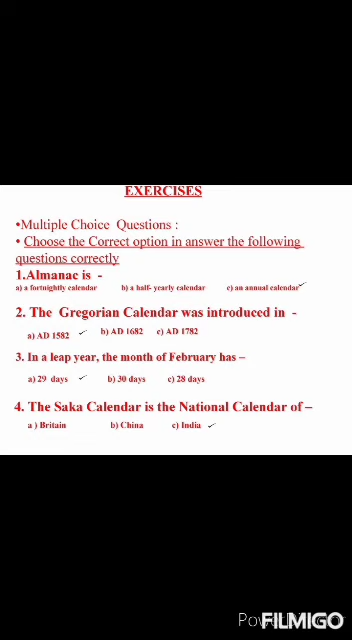 EXERCISES
•Multiple Choice Questions :
• Choose the Correct option in answer the following
questions correctly
1.Almanac is -
a) a fortnightly calendar b) a half- yearly calendar c) an annual calendar✓
2. The Gregorian Calendar was introduced in -
a) AD 1582 ✓ b) AD 1682 c) AD 1782
3. In a leap year, the month of February has –
a) 29 days ✓ b) 30 days c) 28 days
4. The Saka Calendar is the National Calendar of –
a ) Britain b) China c) India ✓
FILMIGO